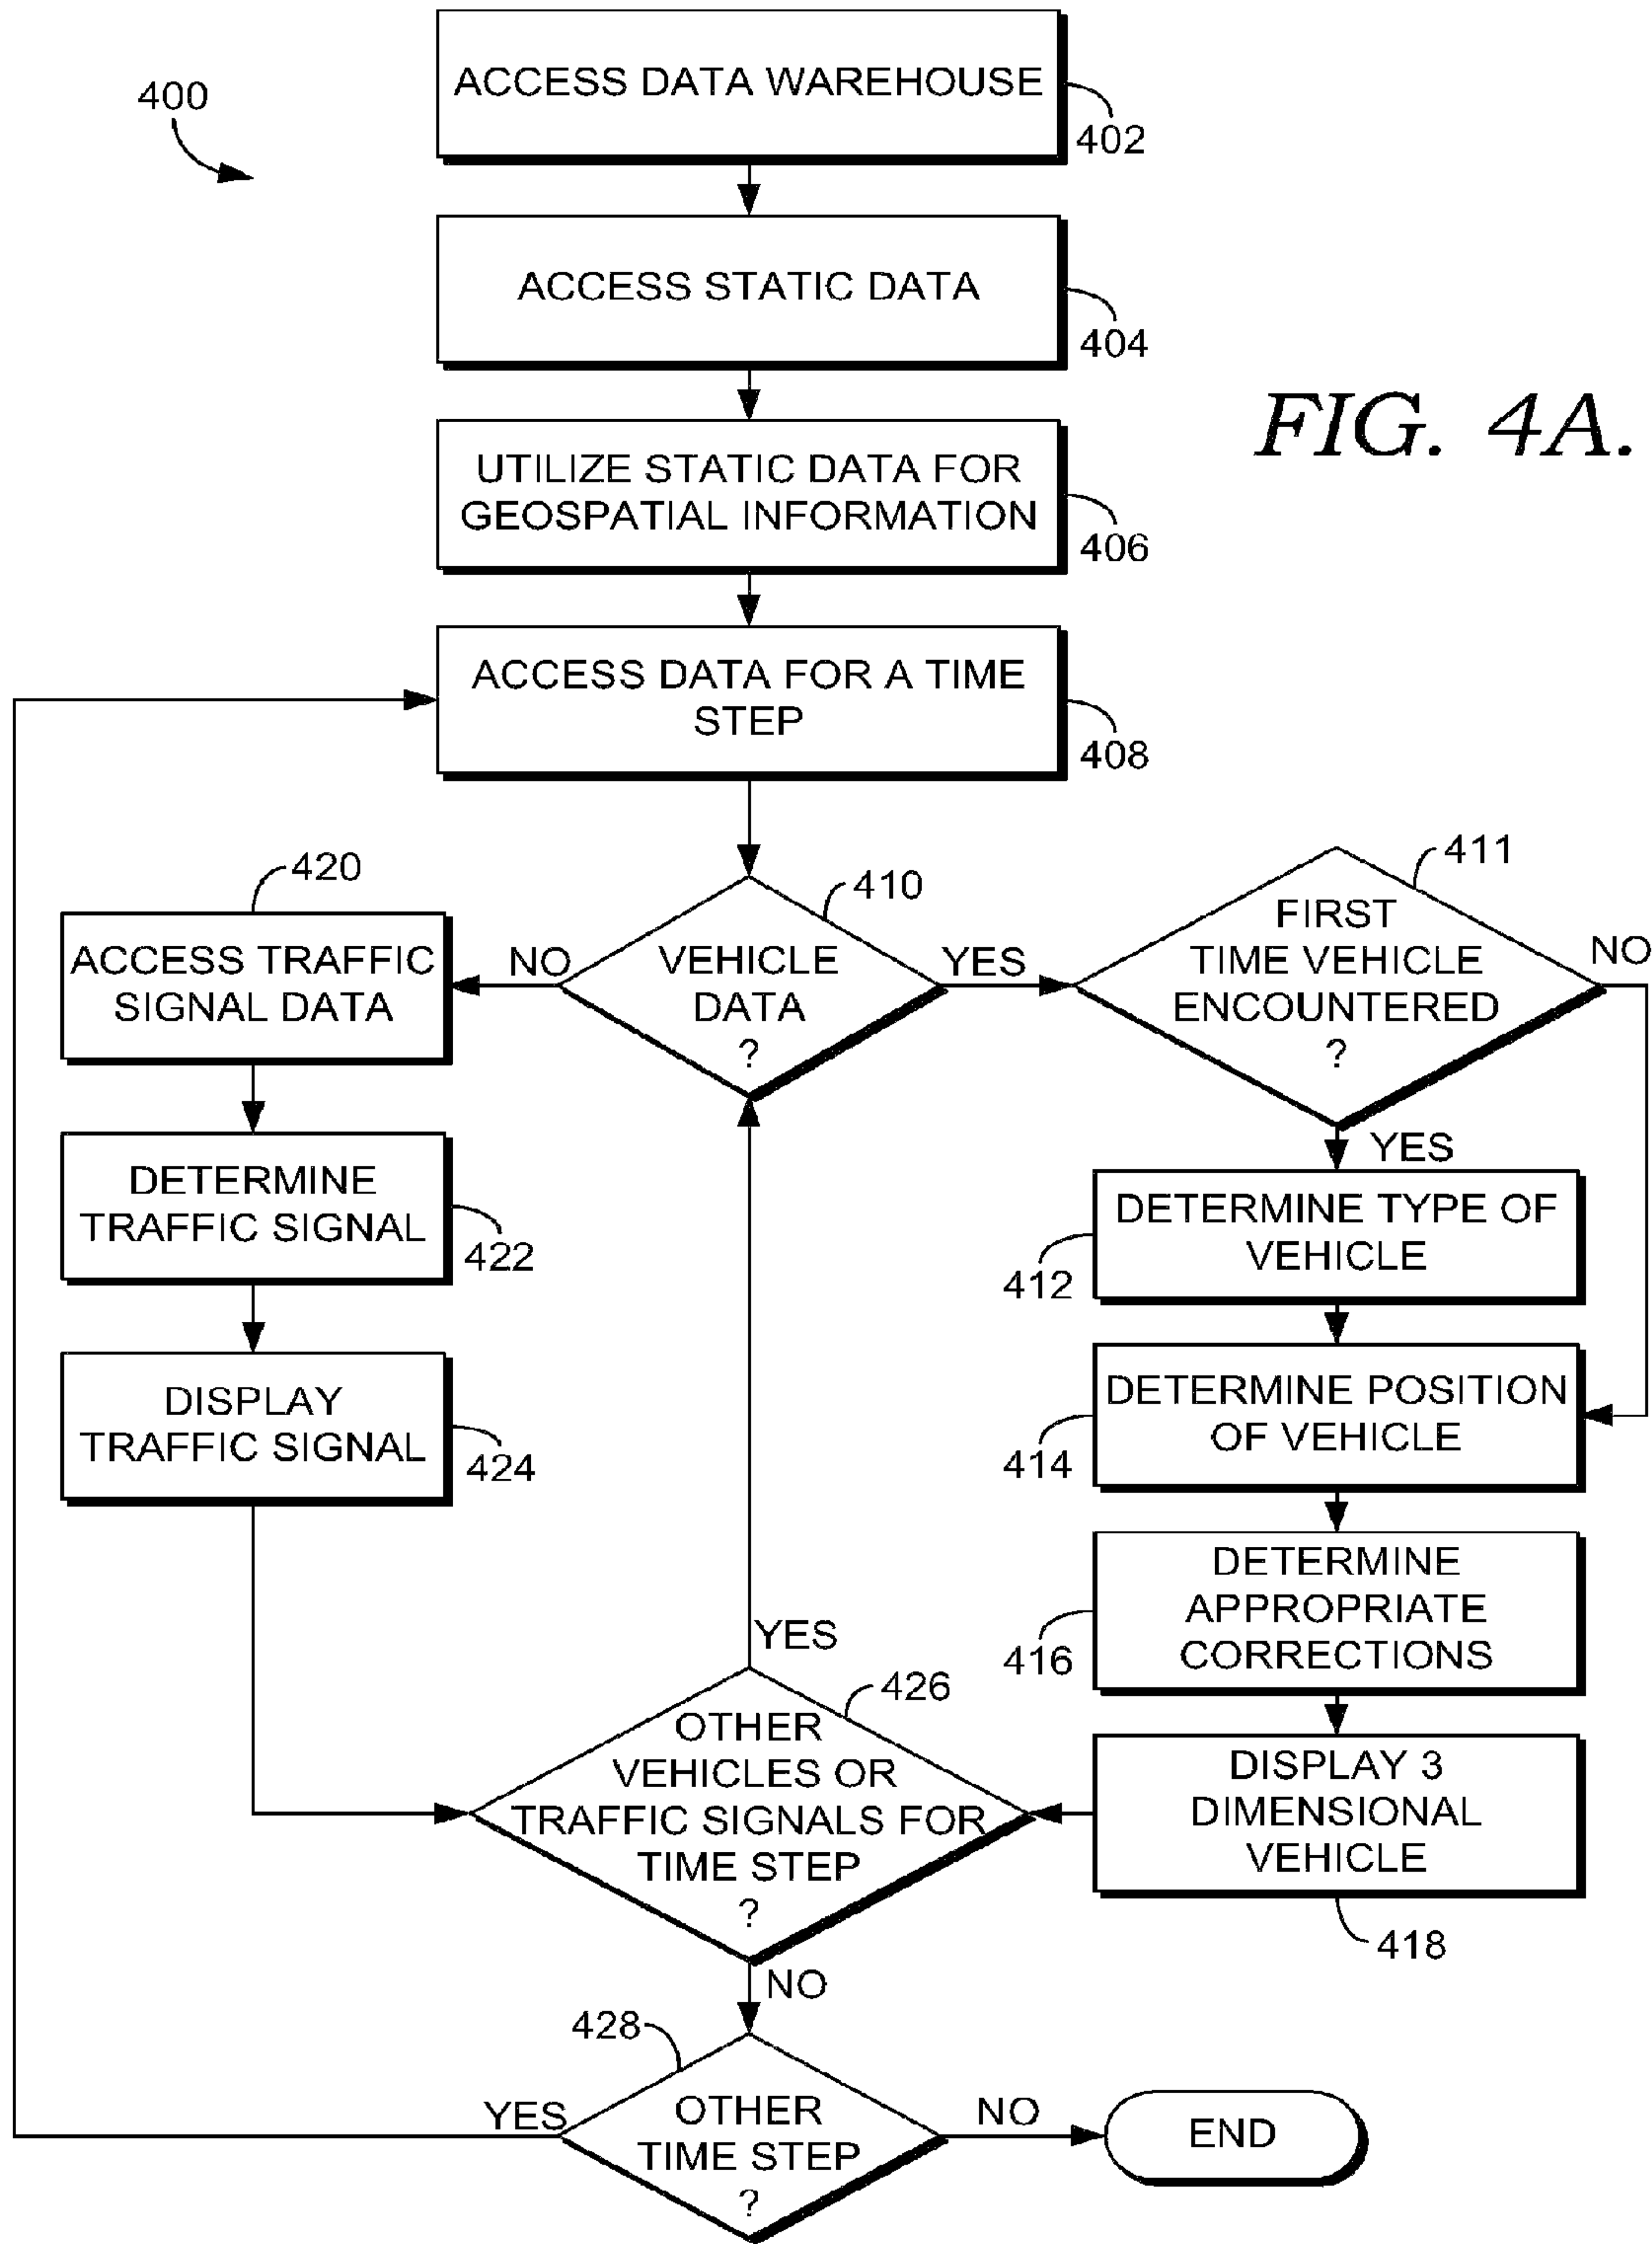 400
ACCESS DATA WAREHOUSE
402
ACCESS STATIC DATA
404
FIG. 4A.
UTILIZE STATIC DATA FOR
GEOSPATIAL INFORMATION
406
ACCESS DATA FOR A TIME
STEP
408
420
ACCESS TRAFFIC
SIGNAL DATA
NO
410
VEHICLE
DATA
?
YES
411
FIRST
TIME VEHICLE
ENCOUNTERED
?
NO
YES
DETERMINE
TRAFFIC SIGNAL
422
DETERMINE TYPE OF
VEHICLE
412
DISPLAY
TRAFFIC SIGNAL
424
DETERMINE POSITION
OF VEHICLE
414
DETERMINE
APPROPRIATE
CORRECTIONS
416
YES
426
OTHER
VEHICLES OR
TRAFFIC SIGNALS FOR
TIME STEP
?
DISPLAY 3
DIMENSIONAL
VEHICLE
418
NO
428
YES
OTHER
TIME STEP
?
NO
END